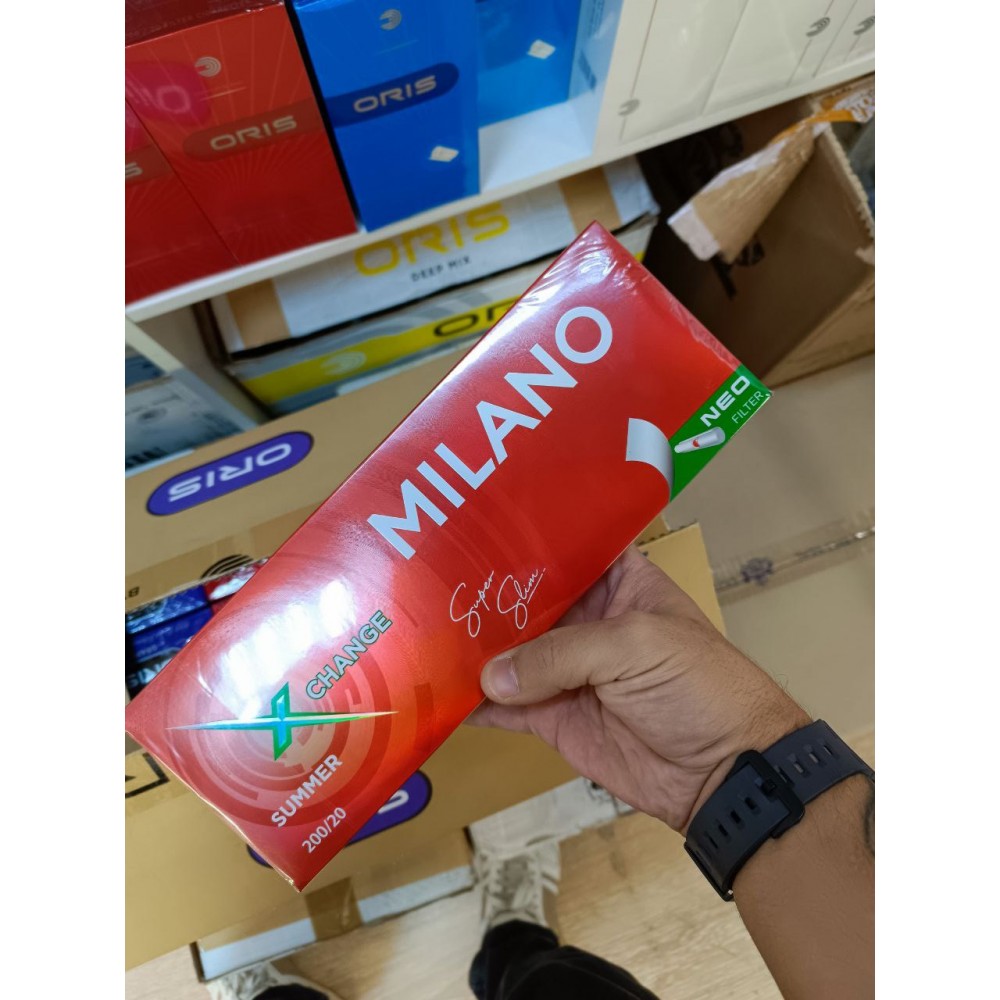 ORIS
ORIS
ORIS
DEEP MIX
MILANO
NEO
FILTER
Super
Slim
X
CHANGE
SUMMER
200/20
ORIS